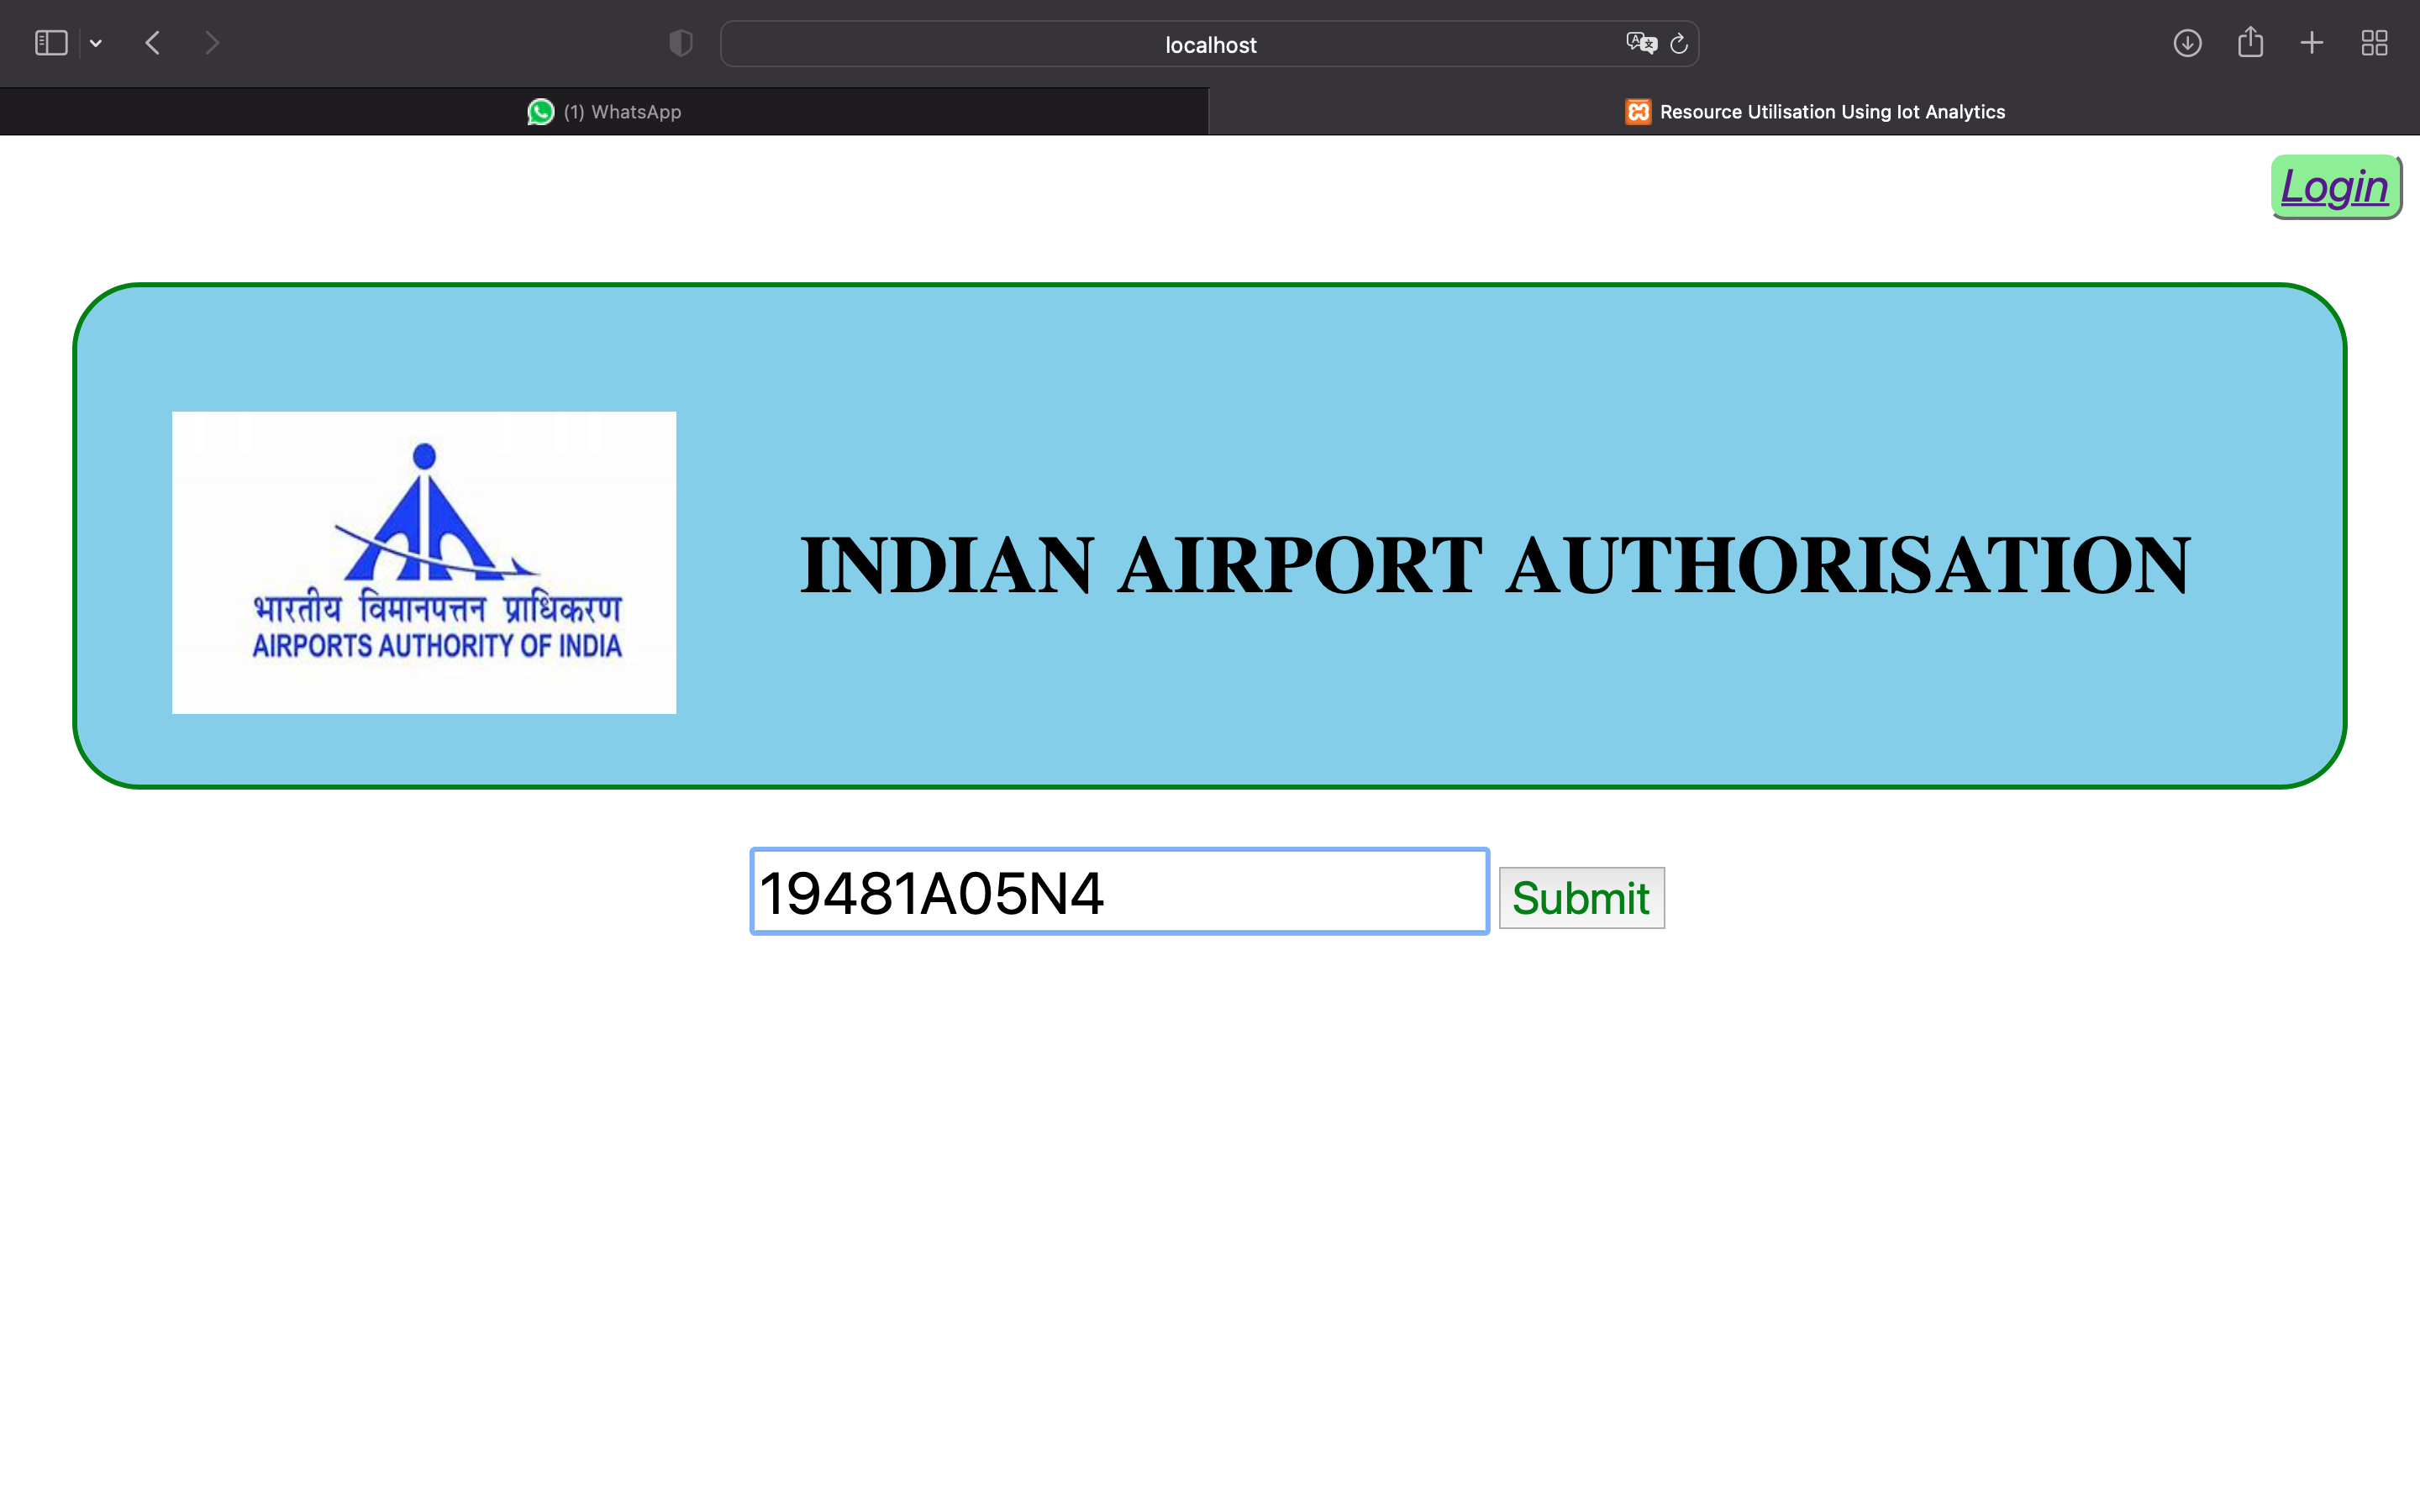 localhost
(1) WhatsApp
Resource Utilisation Using Iot Analytics
Login
भारतीय विमानपत्तन प्राधिकरण
AIRPORTS AUTHORITY OF INDIA
INDIAN AIRPORT AUTHORISATION
19481A05N4
Submit